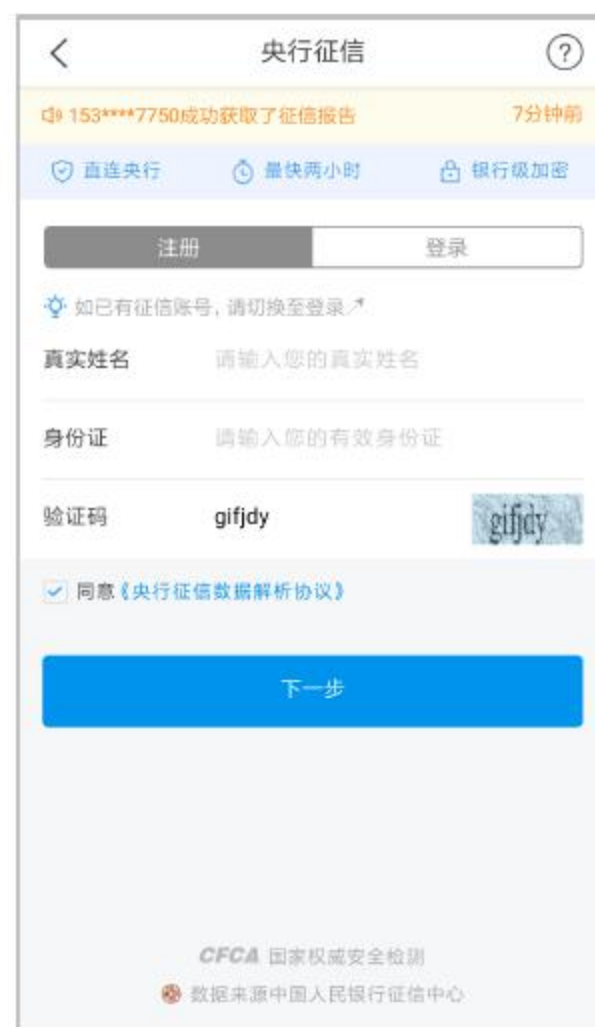 央行征信
153****7750成功获取了征信报告 7分钟前
直连央行 最快两小时 银行级加密
注册 登录
如已有征信账号,请切换至登录
真实姓名 请输入您的真实姓名
身份证 请输入您的有效身份证
验证码 gifjdy gifjdy
同意《央行征信数据解析协议》
下一步
CFCA 国家权威安全检测
数据来源中国人民银行征信中心